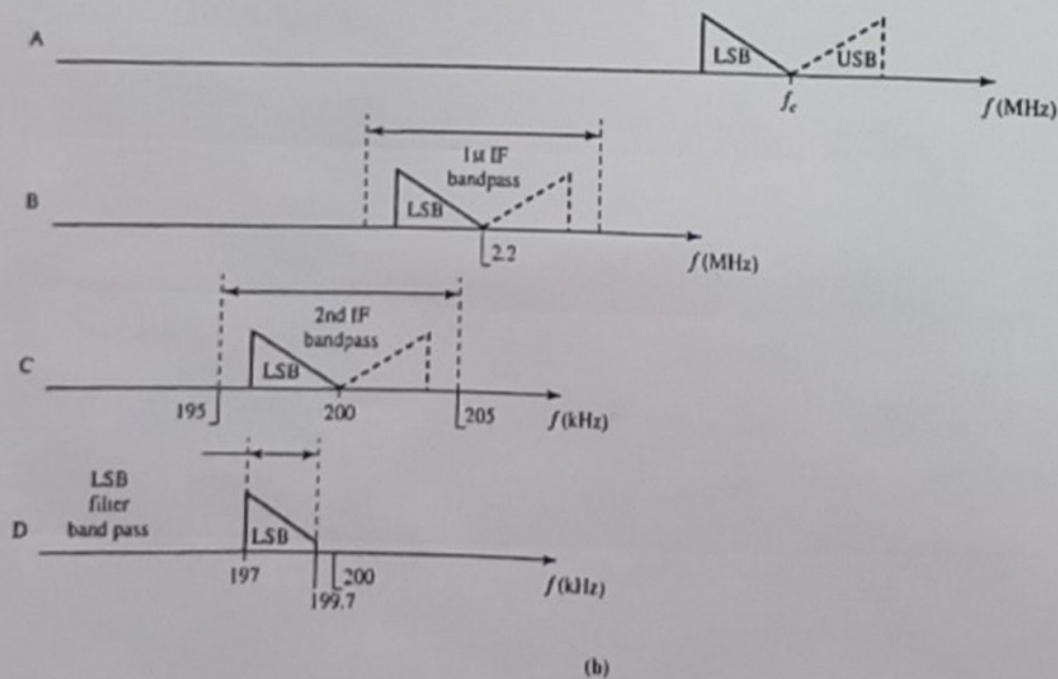 A
LSB
USB
fc
f(MHz)
1st IF
bandpass
B
LSB
2.2
f(MHz)
2nd IF
bandpass
C
LSB
195
200
205
f(kHz)
LSB
filter
band pass
D
LSB
197
200
199.7
f(kHz)
(b)